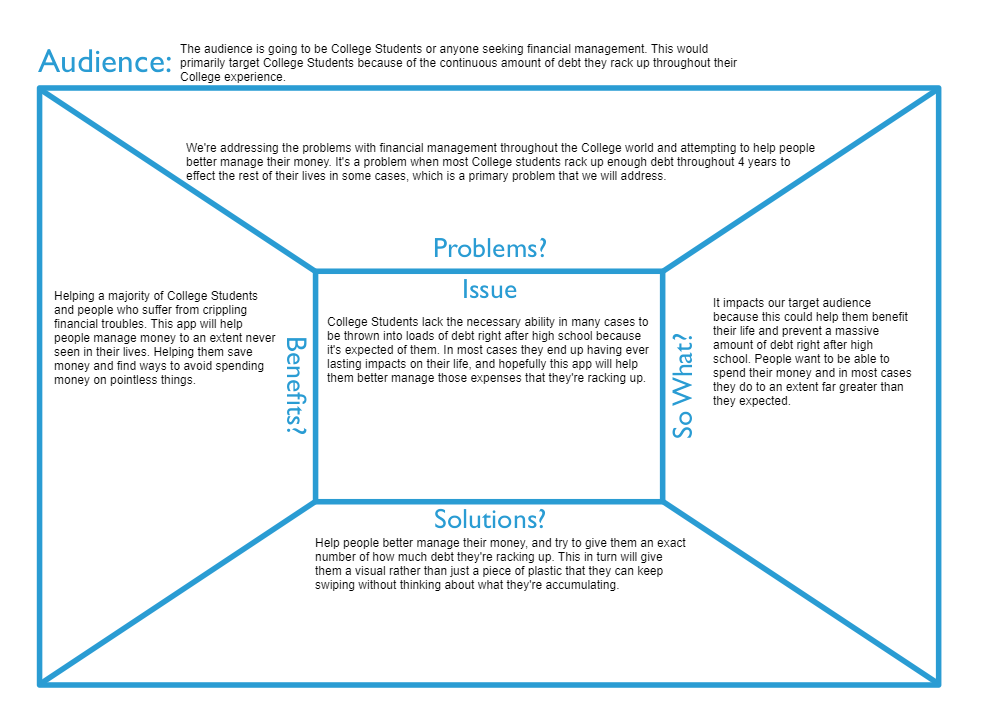 Audience:
The audience is going to be College Students or anyone seeking financial management. This would
primarily target College Students because of the continuous amount of debt they rack up throughout their
College experience.
We're addressing the problems with financial management throughout the College world and attempting to help people
better manage their money. It's a problem when most College students rack up enough debt throughout 4 years to
effect the rest of their lives in some cases, which is a primary problem that we will address.
Problems?
Helping a majority of College Students
and people who suffer from crippling
financial troubles. This app will help
people manage money to an extent never
seen in their lives. Helping them save
money and find ways to avoid spending
money on pointless things.
Benefits?
Issue
College Students lack the necessary ability in many cases to
be thrown into loads of debt right after high school because
it's expected of them. In most cases they end up having ever
lasting impacts on their life, and hopefully this app will help
them better manage those expenses that they're racking up.
So What?
It impacts our target audience
because this could help them benefit
their life and prevent a massive
amount of debt right after high
school. People want to be able to
spend their money and in most cases
they do to an extent far greater than
they expected.
Solutions?
Help people better manage their money, and try to give them an exact
number of how much debt they're racking up. This in turn will give
them a visual rather than just a piece of plastic that they can keep
swiping without thinking about what they're accumulating.